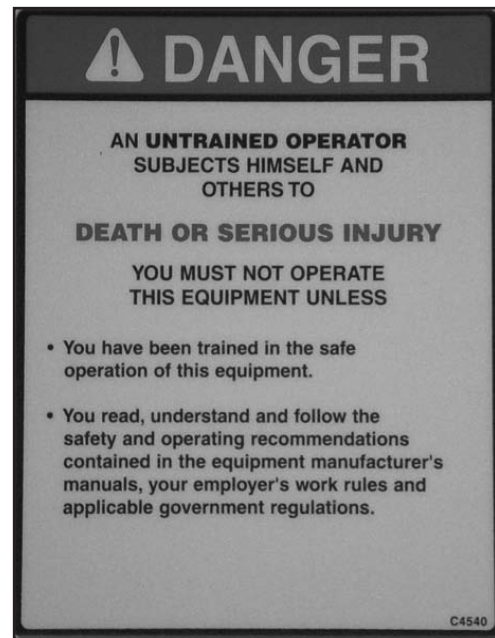 DANGER
AN UNTRAINED OPERATOR
SUBJECTS HIMSELF AND
OTHERS TO
DEATH OR SERIOUS INJURY
YOU MUST NOT OPERATE
THIS EQUIPMENT UNLESS
• You have been trained in the safe
operation of this equipment.
• You read, understand and follow the
safety and operating recommendations
contained in the equipment manufacturer's
manuals, your employer's work rules and
applicable government regulations.
C4540